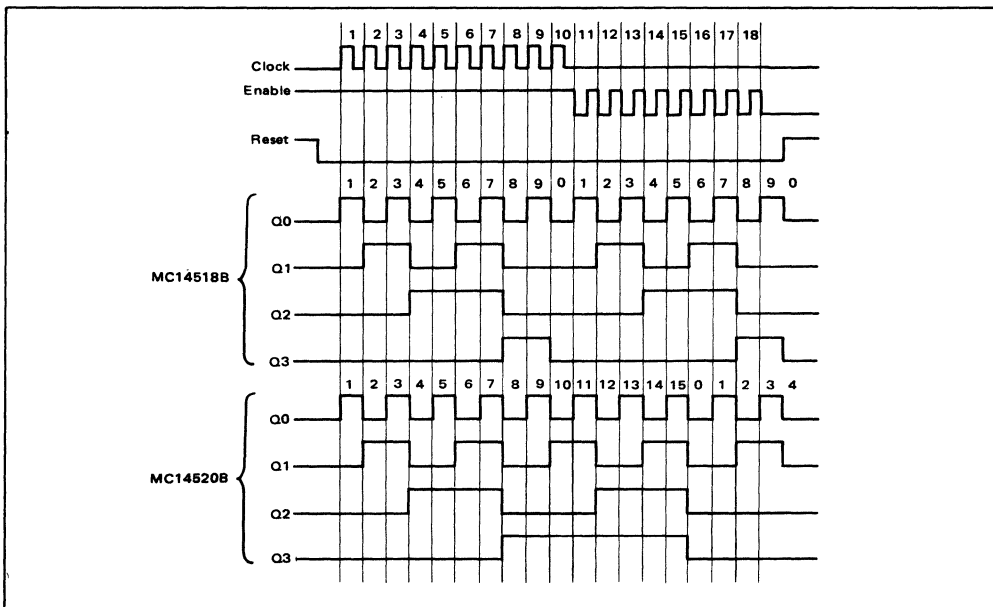 1 2 3 4 5 6 7 8 9 10 11 12 13 14 15 16 17 18
Clock
Enable
Reset
1 2 3 4 5 6 7 8 9 0 1 2 3 4 5 6 7 8 9 0
Q0
Q1
MC14518B
Q2
Q3
1 2 3 4 5 6 7 8 9 10 11 12 13 14 15 0 1 2 3 4
Q0
Q1
MC14520B
Q2
Q3